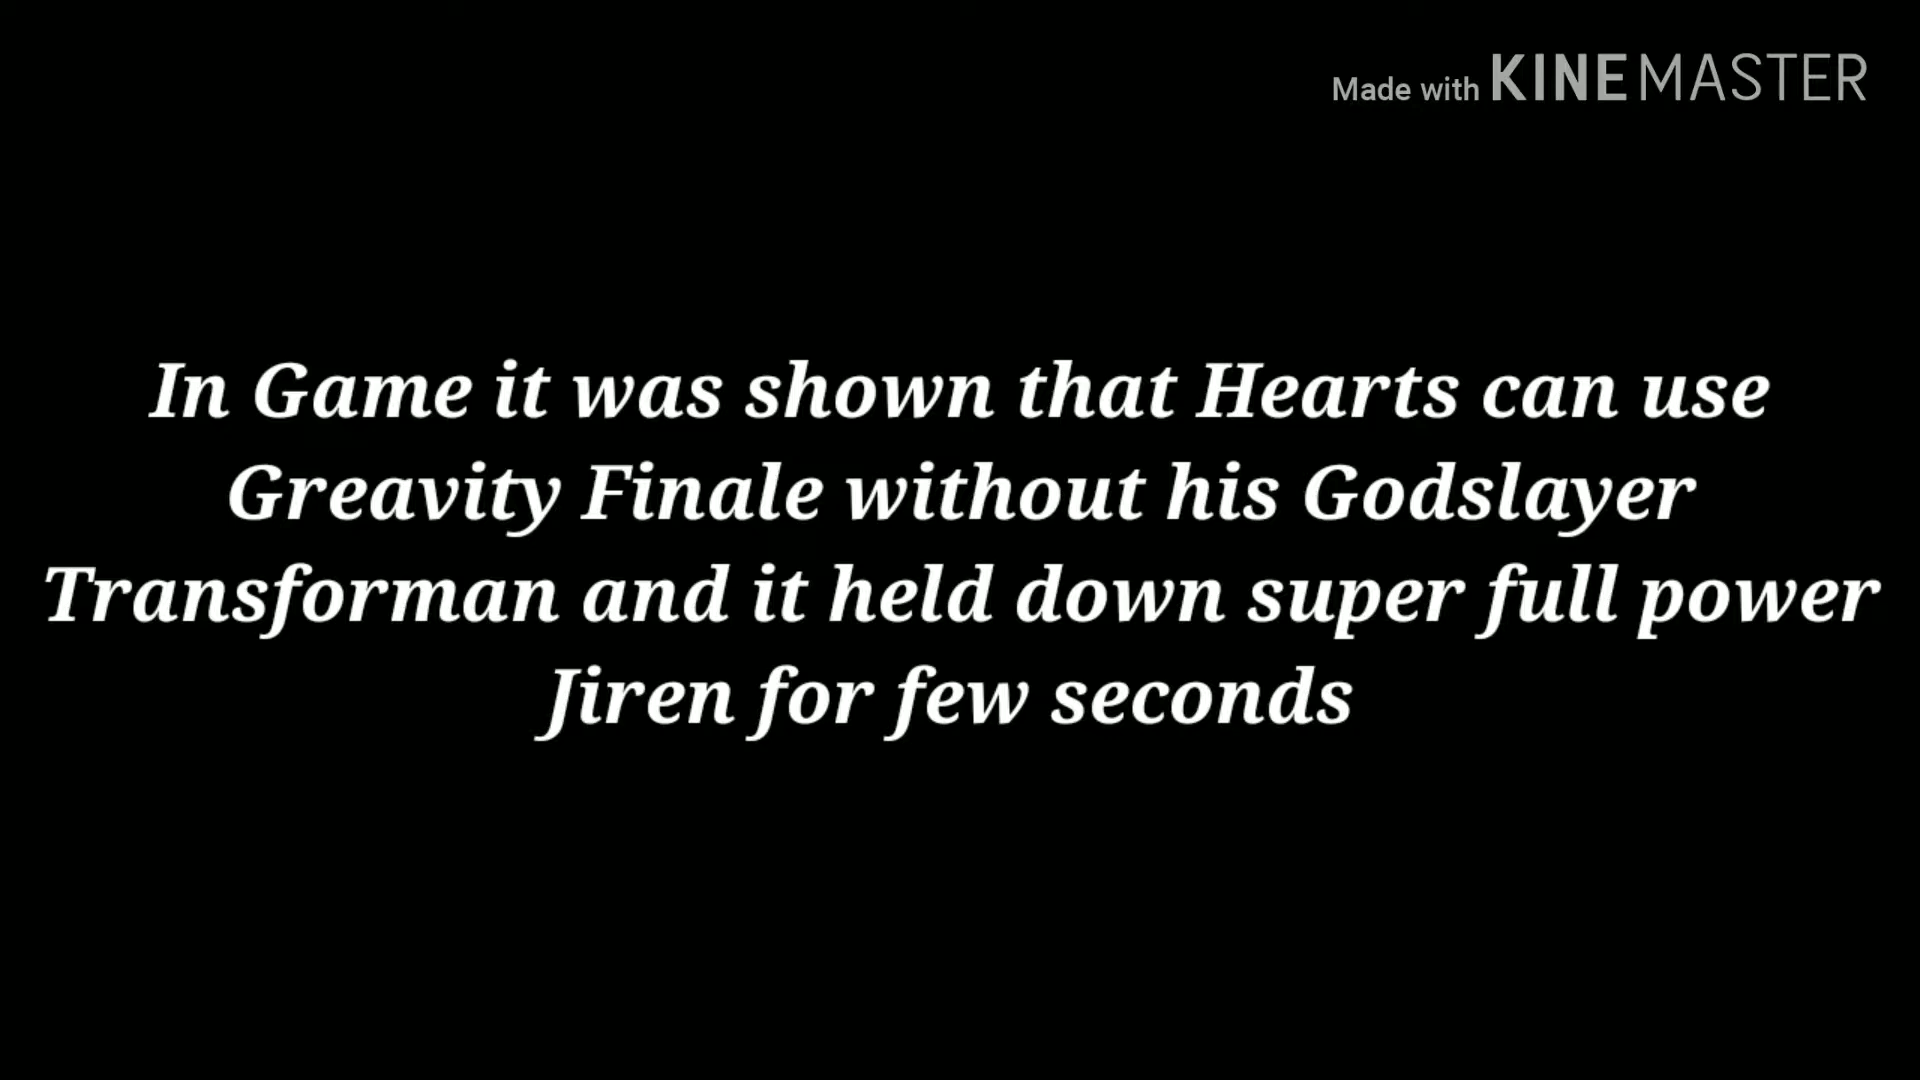 Made with KINEMASTER
In Game it was shown that Hearts can use
Greavity Finale without his Godslayer
Transforman and it held down super full power
Jiren for few seconds